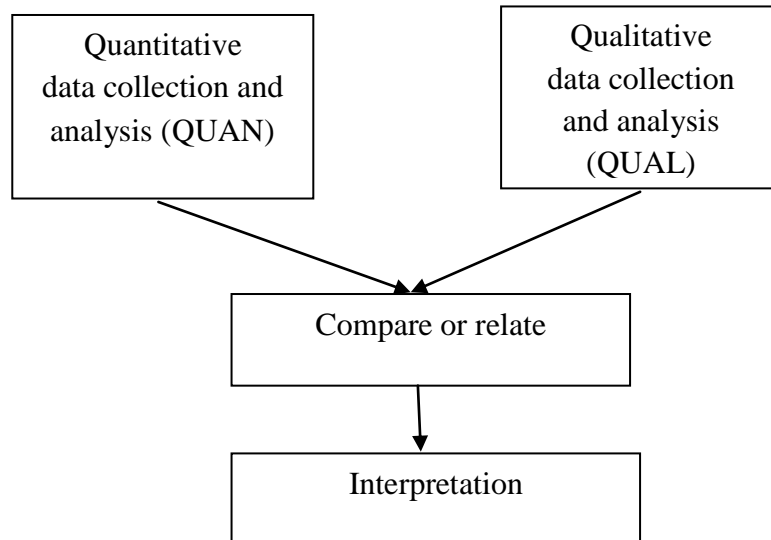 Quantitative
data collection and
analysis (QUAN)
Qualitative
data collection
and analysis
(QUAL)
Compare or relate
Interpretation